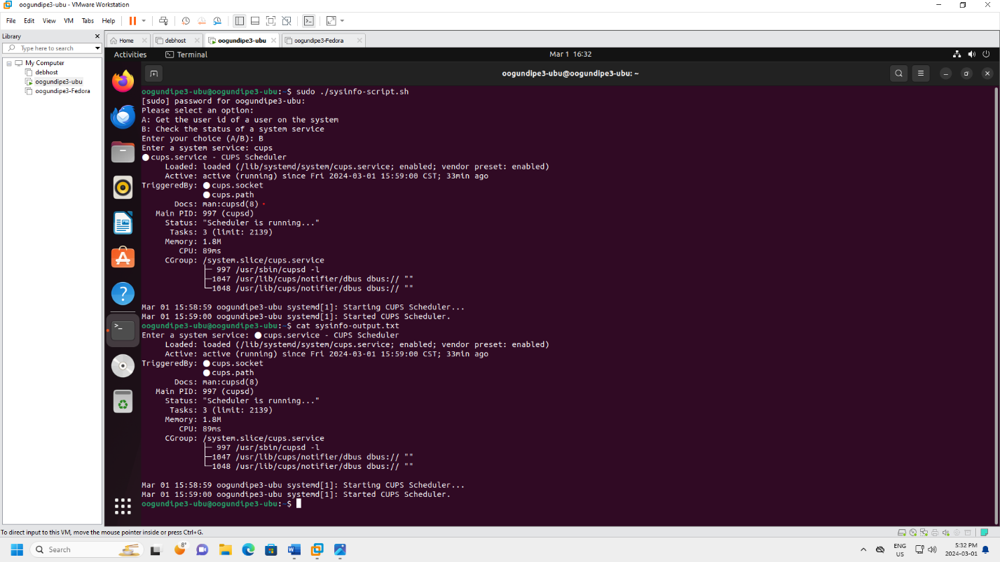 oogundipe3-ubu - VMware Workstation
File Edit View VM Tabs Help
Library
Type here to search
My Computer
debhost
oogundipe3-ubu
oogundipe3-Fedora
Home debhost oogundipe3-ubu oogundipe3-Fedora
Activities Terminal Mar 1 16:32
oogundipe3-ubu@oogundipe3-ubu: ~
oogundipe3-ubu@oogundipe3-ubu:~$ sudo ./sysinfo-script.sh
[sudo] password for oogundipe3-ubu:
Please select an option:
A: Get the user id of a user on the system
B: Check the status of a system service
Enter your choice (A/B): B
Enter a system service: cups
● cups.service - CUPS Scheduler
Loaded: loaded (/lib/systemd/system/cups.service; enabled; vendor preset: enabled)
Active: active (running) since Fri 2024-03-01 15:59:00 CST; 33min ago
TriggeredBy: ● cups.socket
● cups.path
Docs: man:cupsd(8)
Main PID: 997 (cupsd)
Status: "Scheduler is running..."
Tasks: 3 (limit: 2139)
Memory: 1.8M
CPU: 89ms
CGroup: /system.slice/cups.service
├─ 997 /usr/sbin/cupsd -l
├─1047 /usr/lib/cups/notifier/dbus dbus:// ""
└─1048 /usr/lib/cups/notifier/dbus dbus:// ""
Mar 01 15:58:59 oogundipe3-ubu systemd[1]: Starting CUPS Scheduler...
Mar 01 15:59:00 oogundipe3-ubu systemd[1]: Started CUPS Scheduler.
oogundipe3-ubu@oogundipe3-ubu:~$ cat sysinfo-output.txt
Enter a system service: ● cups.service - CUPS Scheduler
Loaded: loaded (/lib/systemd/system/cups.service; enabled; vendor preset: enabled)
Active: active (running) since Fri 2024-03-01 15:59:00 CST; 33min ago
TriggeredBy: ● cups.socket
● cups.path
Docs: man:cupsd(8)
Main PID: 997 (cupsd)
Status: "Scheduler is running..."
Tasks: 3 (limit: 2139)
Memory: 1.8M
CPU: 89ms
CGroup: /system.slice/cups.service
├─ 997 /usr/sbin/cupsd -l
├─1047 /usr/lib/cups/notifier/dbus dbus:// ""
└─1048 /usr/lib/cups/notifier/dbus dbus:// ""
Mar 01 15:58:59 oogundipe3-ubu systemd[1]: Starting CUPS Scheduler...
Mar 01 15:59:00 oogundipe3-ubu systemd[1]: Started CUPS Scheduler.
oogundipe3-ubu@oogundipe3-ubu:~$
To direct input to this VM, move the mouse pointer inside or press Ctrl+G.
Search
8°
ENG
US
5:32 PM
2024-03-01